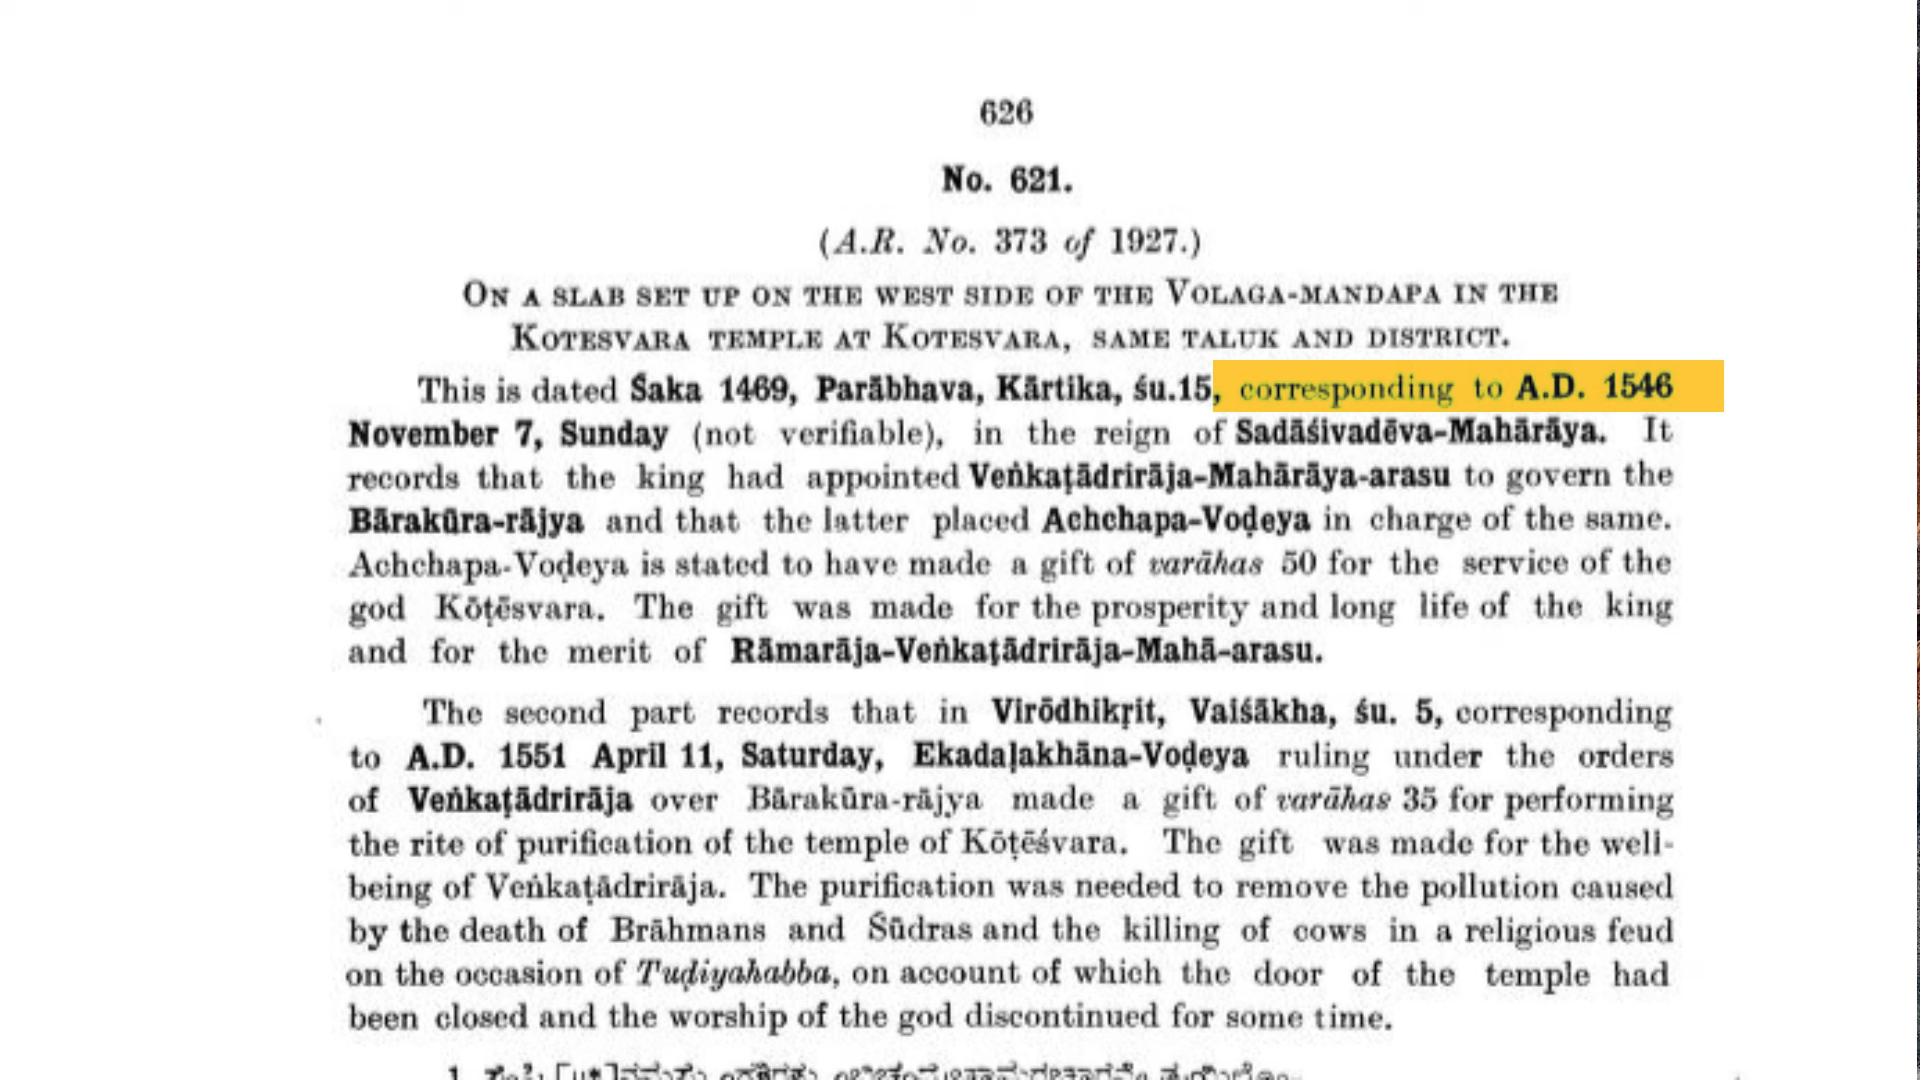 626
No. 621.
(A.R. No. 373 of 1927.)
ON A SLAB SET UP ON THE WEST SIDE OF THE VOLAGA-MANDAPA IN THE
KOTESVARA TEMPLE AT KOTESVARA, SAME TALUK AND DISTRICT.
This is dated Śaka 1469, Parābhava, Kārtika, śu.15, corresponding to A.D. 1546
November 7, Sunday (not verifiable), in the reign of Sadāśivadēva-Mahārāya. It
records that the king had appointed Veṅkaṭādrirāja-Mahārāya-arasu to govern the
Bārakūra-rājya and that the latter placed Achchapa-Voḍeya in charge of the same.
Achchapa-Voḍeya is stated to have made a gift of varāhas 50 for the service of the
god Kōṭēsvara. The gift was made for the prosperity and long life of the king
and for the merit of Rāmarāja-Veṅkaṭādrirāja-Mahā-arasu.
The second part records that in Virōdhikṛit, Vaiśākha, śu. 5, corresponding
to A.D. 1551 April 11, Saturday, Ekadaḷakhāna-Voḍeya ruling under the orders
of Veṅkaṭādrirāja over Bārakūra-rājya made a gift of varāhas 35 for performing
the rite of purification of the temple of Kōṭēśvara. The gift was made for the well-
being of Veṅkaṭādrirāja. The purification was needed to remove the pollution caused
by the death of Brāhmans and Śūdras and the killing of cows in a religious feud
on the occasion of Tuḍiyahabba, on account of which the door of the temple had
been closed and the worship of the god discontinued for some time.